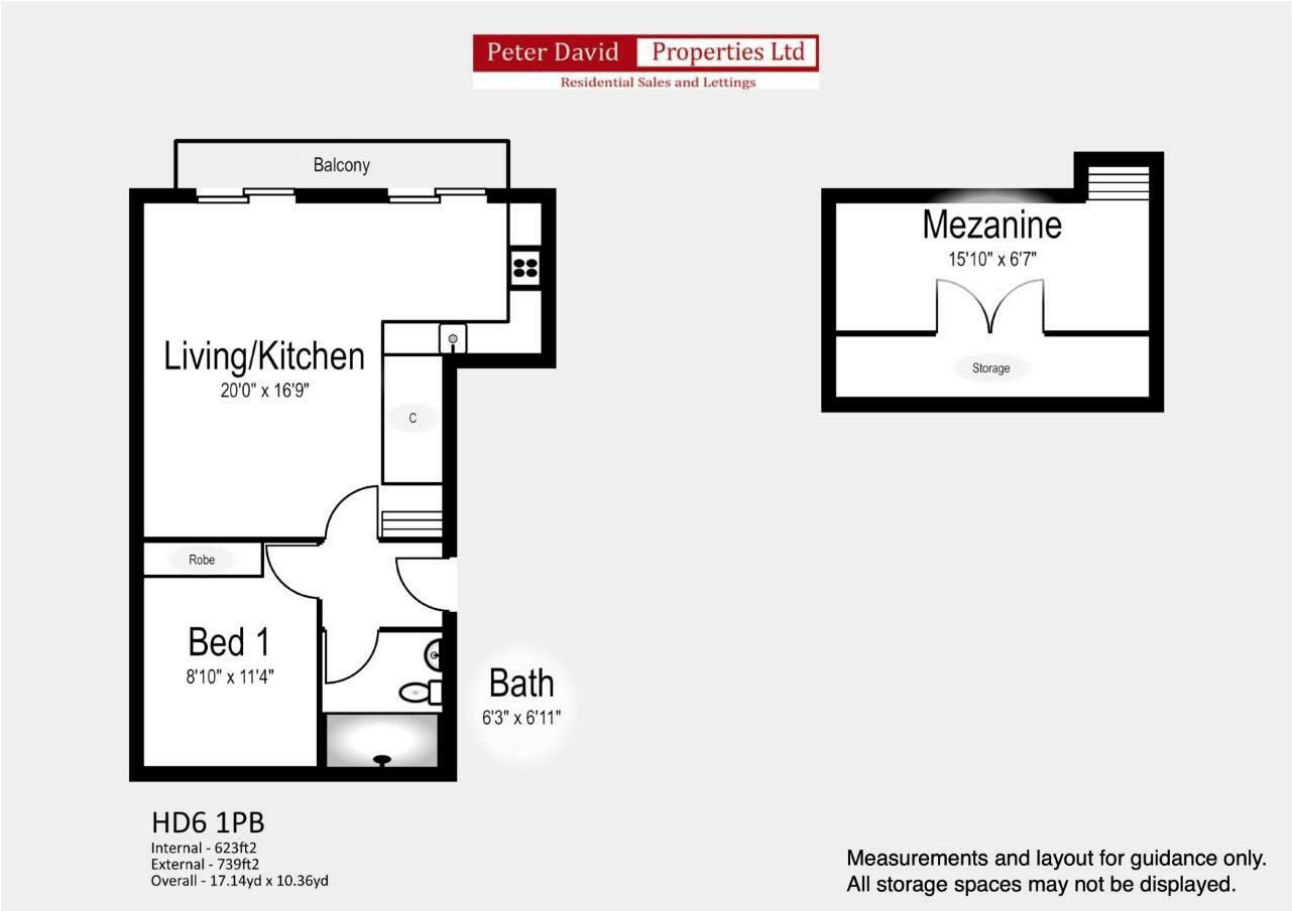 Peter David Properties Ltd
Residential Sales and Lettings
Balcony
Living/Kitchen
20'0" x 16'9"
C
Robe
Bed 1
8'10" x 11'4"
Bath
6'3" x 6'11"
Mezanine
15'10" x 6'7"
Storage
HD6 1PB
Internal - 623ft2
External - 739ft2
Overall - 17.14yd x 10.36yd
Measurements and layout for guidance only.
All storage spaces may not be displayed.